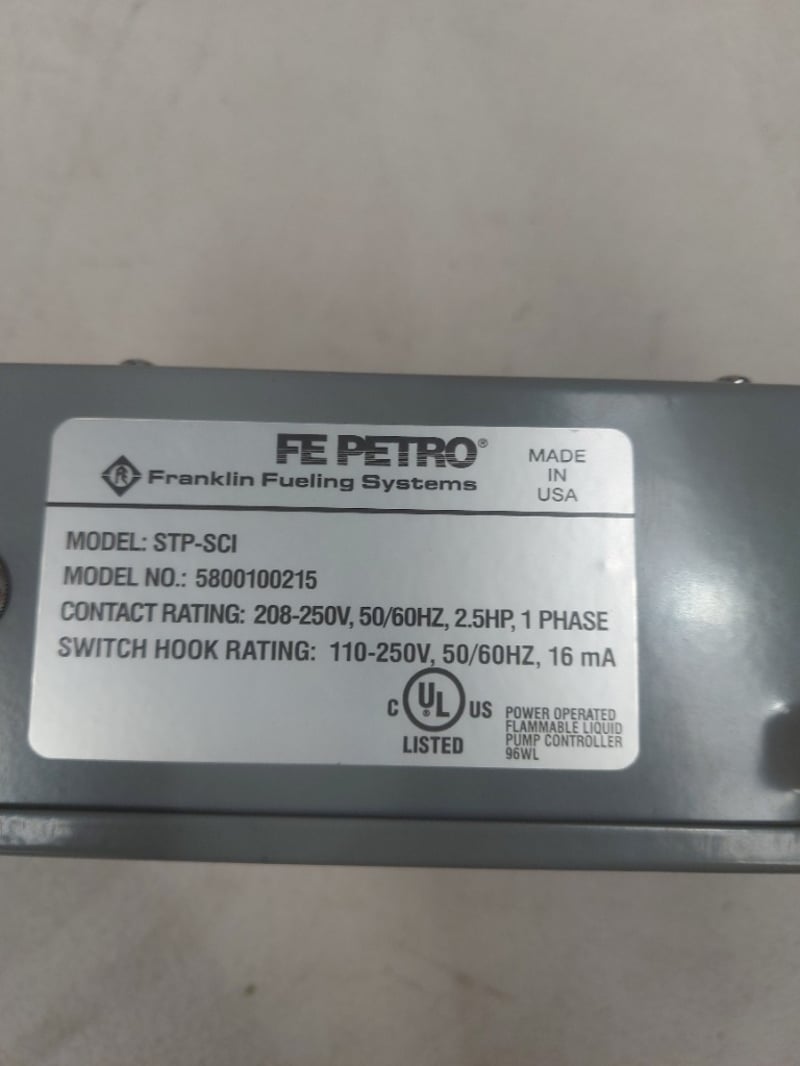 FE PETRO®
Franklin Fueling Systems
MADE
IN
USA
MODEL: STP-SCI
MODEL NO.: 5800100215
CONTACT RATING: 208-250V, 50/60HZ, 2.5HP, 1 PHASE
SWITCH HOOK RATING: 110-250V, 50/60HZ, 16 mA
C UL® US
LISTED
POWER OPERATED
FLAMMABLE LIQUID
PUMP CONTROLLER
96WL